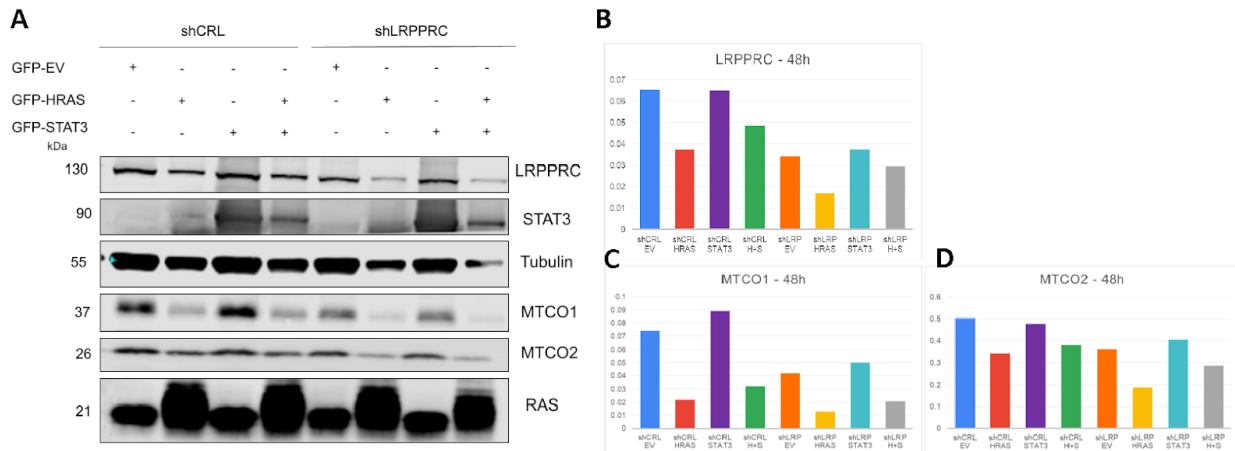 A
shCRL shLRPPRC
GFP-EV + - - - + - - -
GFP-HRAS - + - + - + - +
GFP-STAT3 - - + + - - + +
kDa
130 LRPPRC
90 STAT3
55 Tubulin
37 MTCO1
26 MTCO2
21 RAS
B
LRPPRC - 48h
0.07
0.06
0.05
0.04
0.03
0.02
0.01
0
shCRL EV
shCRL HRAS
shCRL STAT3
shCRL H+S
shLRP EV
shLRP HRAS
shLRP STAT3
shLRP H+S
C
MTCO1 - 48h
0.1
0.09
0.08
0.07
0.06
0.05
0.04
0.03
0.02
0.01
0
shCRL EV
shCRL HRAS
shCRL STAT3
shCRL H+S
shLRP EV
shLRP HRAS
shLRP STAT3
shLRP H+S
D
MTCO2 - 48h
0.6
0.5
0.4
0.3
0.2
0.1
0
shCRL EV
shCRL HRAS
shCRL STAT3
shCRL H+S
shLRP EV
shLRP HRAS
shLRP STAT3
shLRP H+S